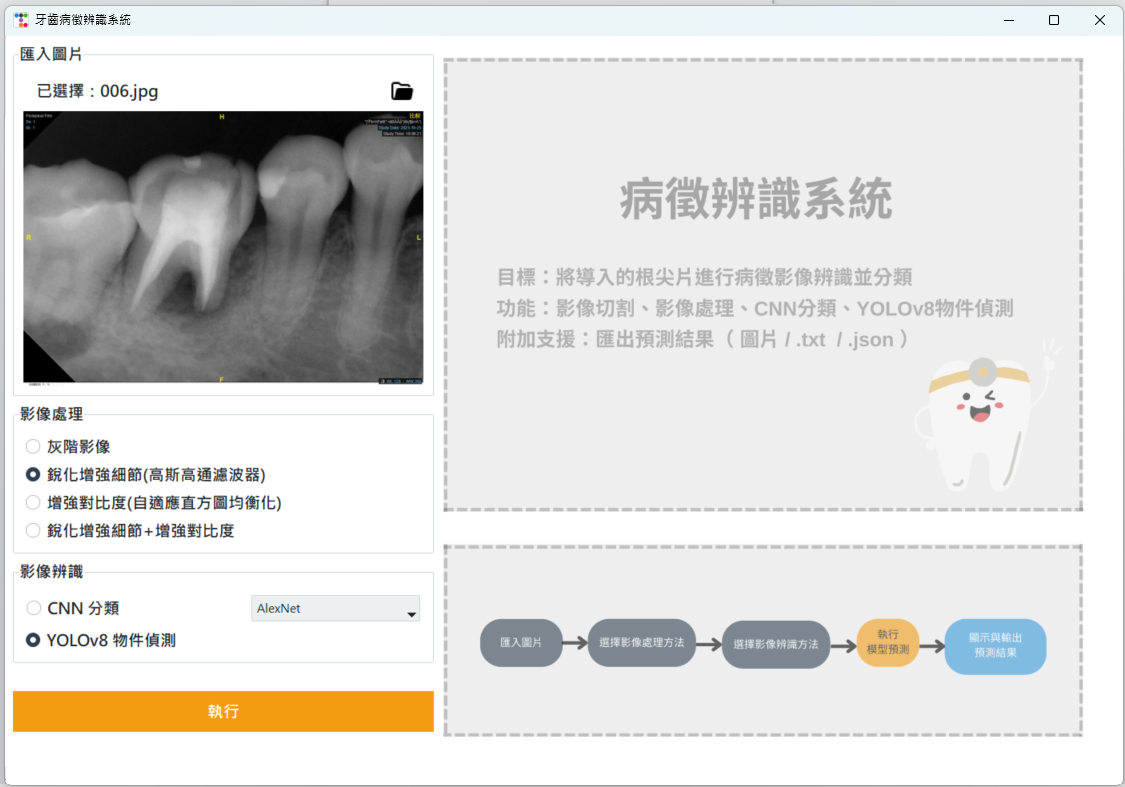 牙齒病徵辨識系統
匯入圖片
已選擇：006.jpg
Periapical Film
H
R
L
F
影像處理
灰階影像
銳化增強細節(高斯高通濾波器)
增強對比度(自適應直方圖均衡化)
銳化增強細節+增強對比度
影像辨識
CNN 分類
AlexNet
YOLOv8 物件偵測
執行
病徵辨識系統
目標：將導入的根尖片進行病徵影像辨識並分類
功能：影像切割、影像處理、CNN分類、YOLOv8物件偵測
附加支援：匯出預測結果（ 圖片 / .txt / .json ）
匯入圖片
選擇影像處理方法
選擇影像辨識方法
執行
模型預測
顯示與輸出
預測結果